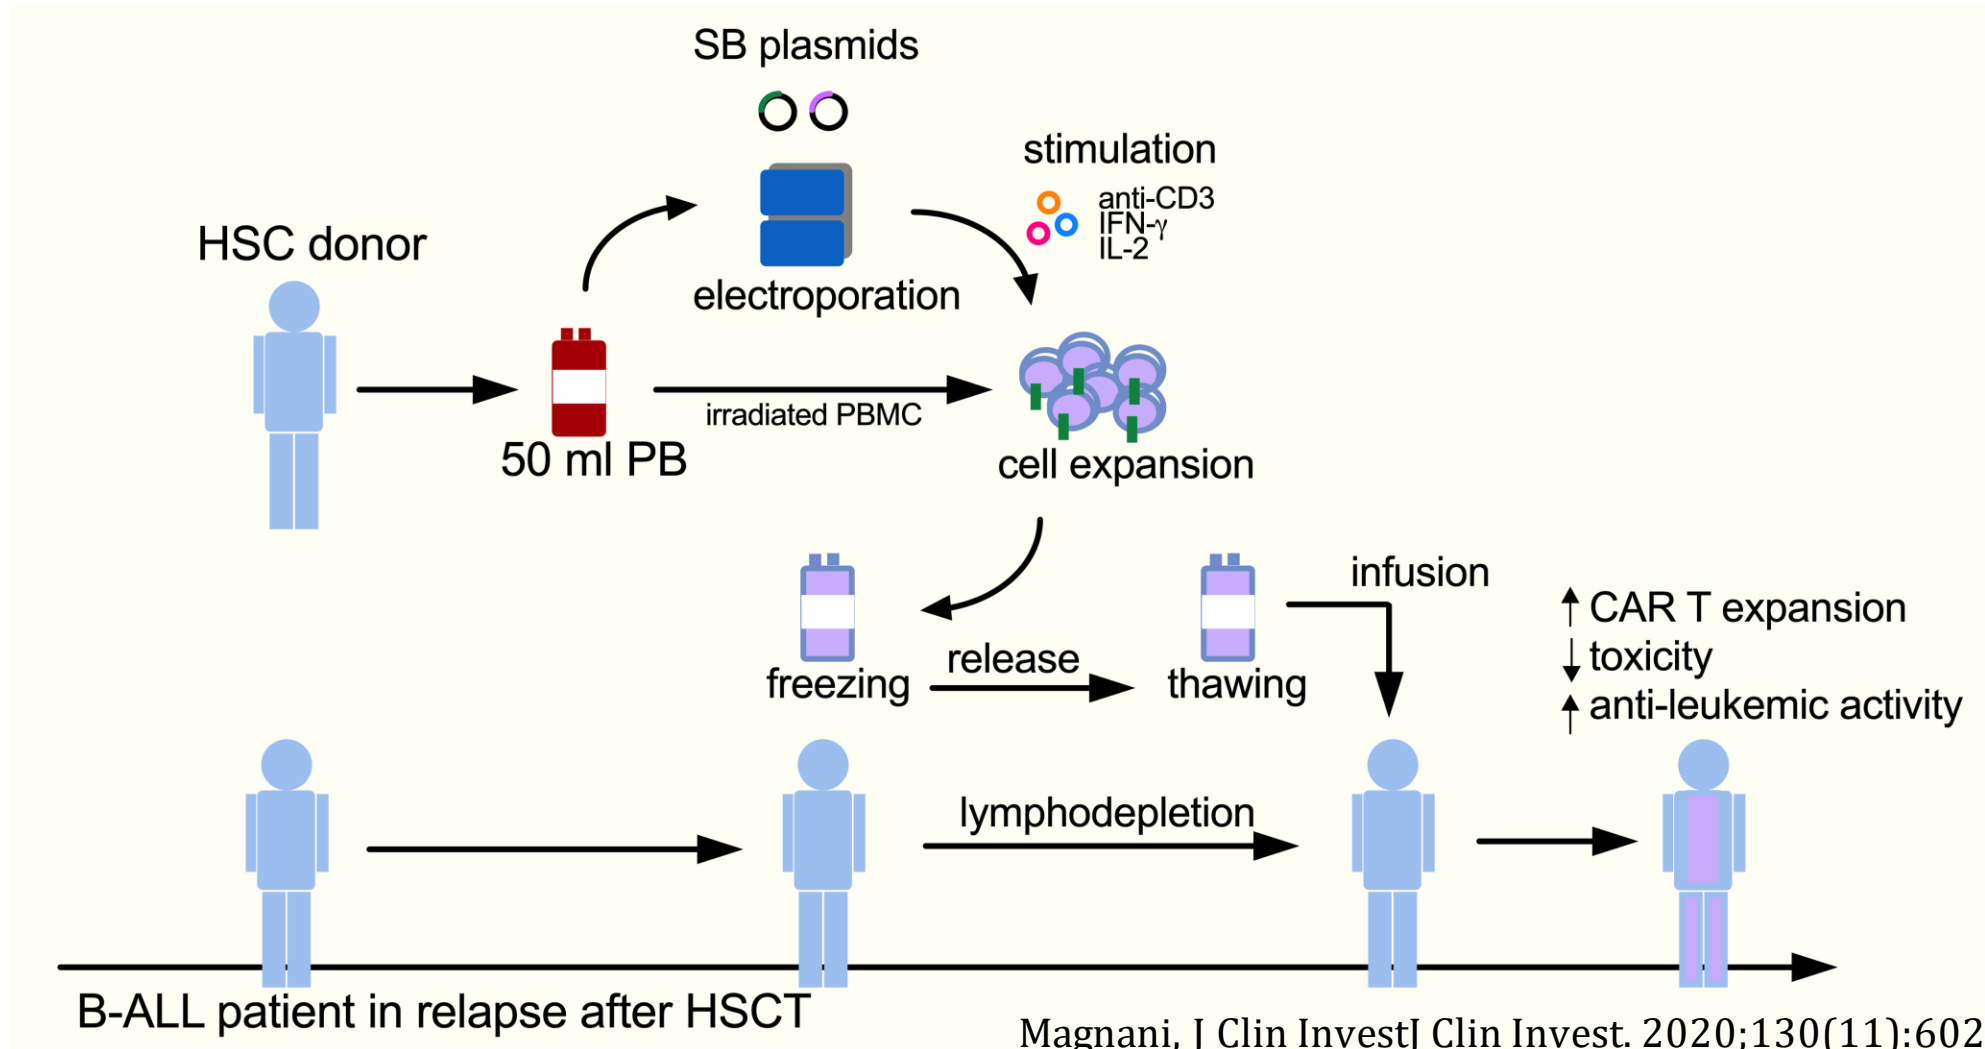 SB plasmids
stimulation
anti-CD3
IFN-γ
IL-2
HSC donor
electroporation
irradiated PBMC
50 ml PB
cell expansion
infusion
CAR T expansion
toxicity
anti-leukemic activity
release
freezing
thawing
lymphodepletion
B-ALL patient in relapse after HSCT
Magnani, J Clin InvestJ Clin Invest. 2020;130(11):602